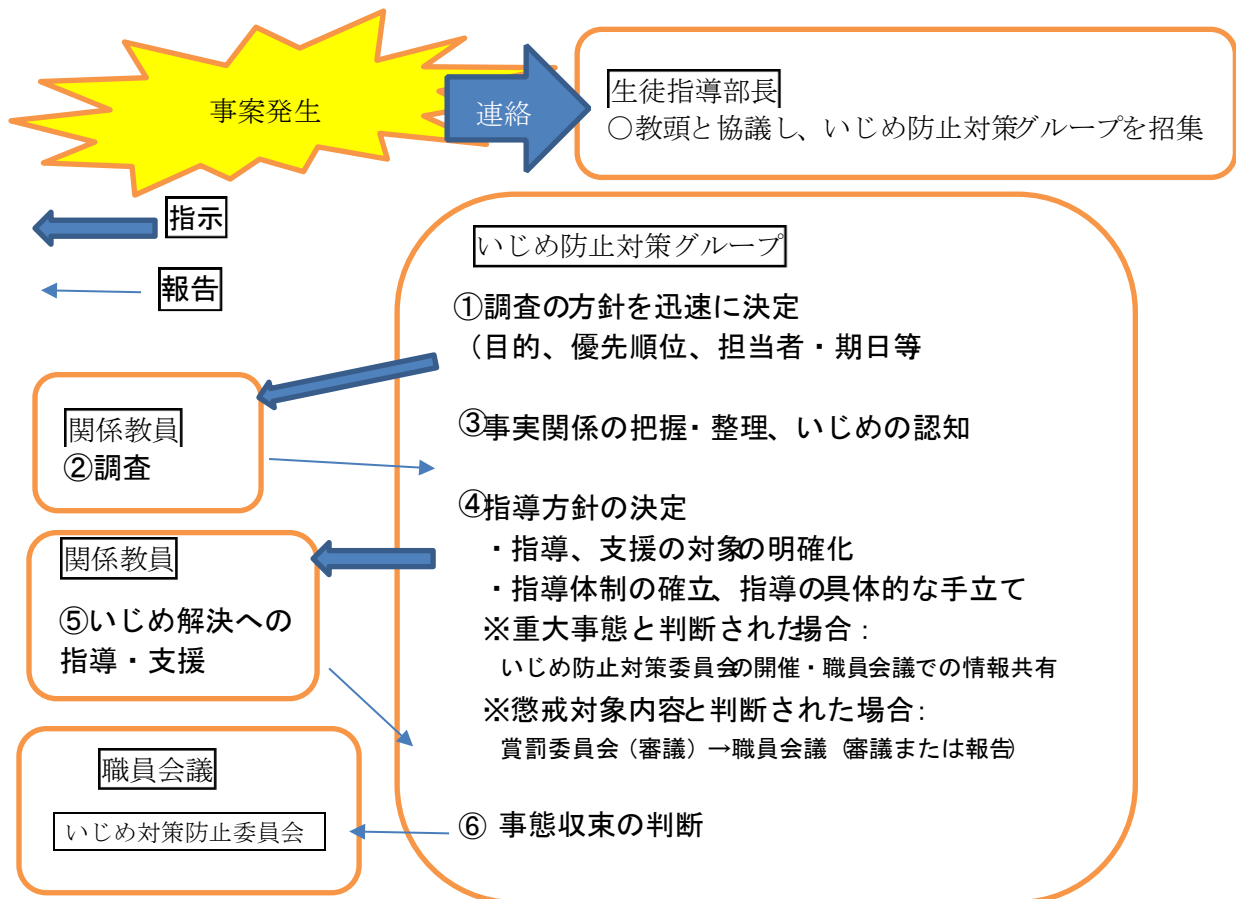 事案発生
連絡
生徒指導部長
〇教頭と協議し、いじめ防止対策グループを招集
指示
報告
いじめ防止対策グループ
①調査の方針を迅速に決定
（目的、優先順位、担当者・期日等
関係教員
②調査
③事実関係の把握・整理、いじめの認知
④指導方針の決定
・指導、支援の対象の明確化
・指導体制の確立、指導の具体的な手立て
※重大事態と判断された場合：
いじめ防止対策委員会の開催・職員会議での情報共有
※懲戒対象内容と判断された場合：
賞罰委員会（審議）→職員会議（審議または報告）
関係教員
⑤いじめ解決への
指導・支援
職員会議
いじめ対策防止委員会
⑥ 事態収束の判断